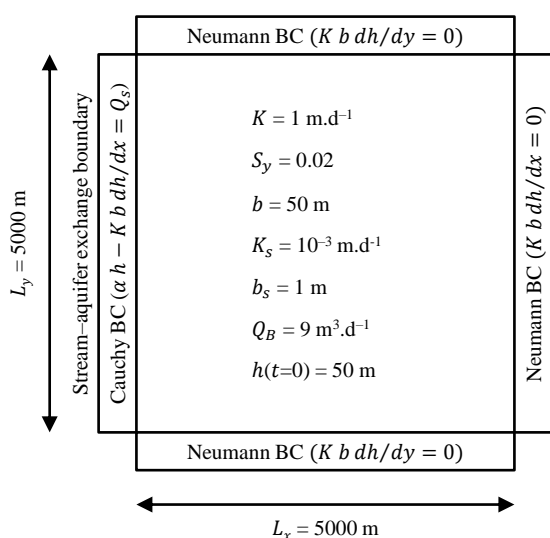 Neumann BC (K b dh/dy = 0)
L_y = 5000 m
Stream–aquifer exchange boundary
Cauchy BC (α h − K b dh/dx = Q_s)
K = 1 m.d⁻¹
S_y = 0.02
b = 50 m
K_s = 10⁻³ m.d⁻¹
b_s = 1 m
Q_B = 9 m³.d⁻¹
h(t=0) = 50 m
Neumann BC (K b dh/dx = 0)
Neumann BC (K b dh/dy = 0)
L_x = 5000 m